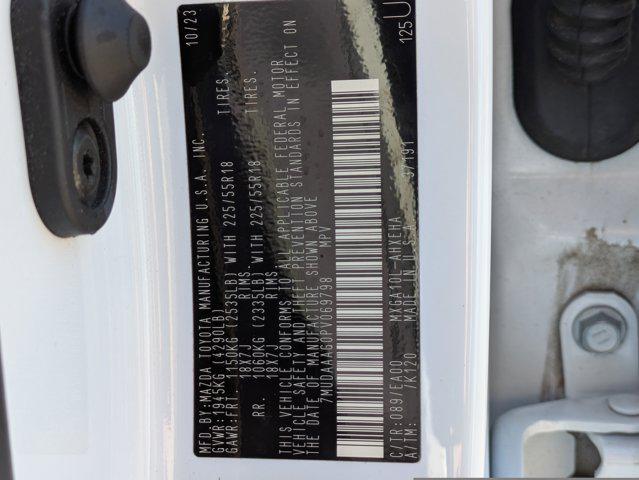 MFD.BY:MAZDA TOYOTA MANUFACTURING U.S.A. INC. 10/23
GVWR:1945KG (4290LB)
GAWR:FRT. 1150KG (2535LB) WITH 225/55R18 TIRES.
18X7J RIMS.
RR. 1060KG (2335LB) WITH 225/55R18 TIRES.
18X7J RIMS.
THIS VEHICLE CONFORMS TO ALL APPLICABLE FEDERAL MOTOR
VEHICLE SAFETY AND THEFT PREVENTION STANDARDS IN EFFECT ON
THE DATE OF MANUFACTURE SHOWN ABOVE
7MUDAAAG0PV069798 MPV
C/TR:089/EA00 MXGA10L-AHXEHA 125U
A/TM: /K120 MADE IN U.S.A. 37191